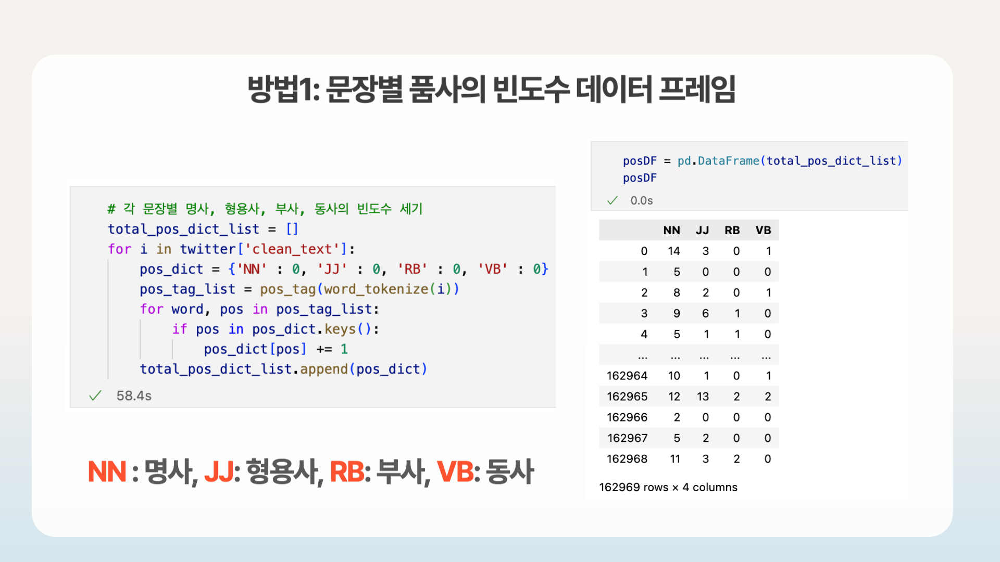 방법1: 문장별 품사의 빈도수 데이터 프레임
# 각 문장별 명사, 형용사, 부사, 동사의 빈도수 세기
total_pos_dict_list = []
for i in twitter['clean_text']:
    pos_dict = {'NN' : 0, 'JJ' : 0, 'RB' : 0, 'VB' : 0}
    pos_tag_list = pos_tag(word_tokenize(i))
    for word, pos in pos_tag_list:
        if pos in pos_dict.keys():
            pos_dict[pos] += 1
    total_pos_dict_list.append(pos_dict)
✓ 58.4s
NN : 명사, JJ: 형용사, RB: 부사, VB: 동사
posDF = pd.DataFrame(total_pos_dict_list)
posDF
✓ 0.0s
NN JJ RB VB
0 14 3 0 1
1 5 0 0 0
2 8 2 0 1
3 9 6 1 0
4 5 1 1 0
... ... ... ... ...
162964 10 1 0 1
162965 12 13 2 2
162966 2 0 0 0
162967 5 2 0 0
162968 11 3 2 0
162969 rows × 4 columns